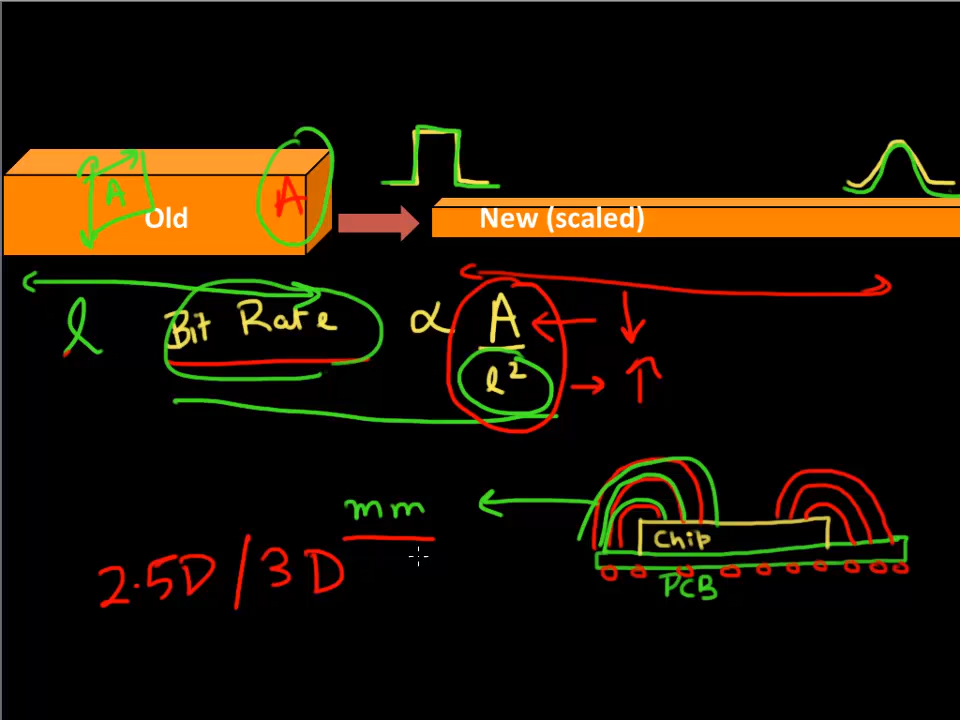 A
A
Old
New (scaled)
l
Bit Rate ∝ A
l²
mm
2.5D/3D
Chip
PCB